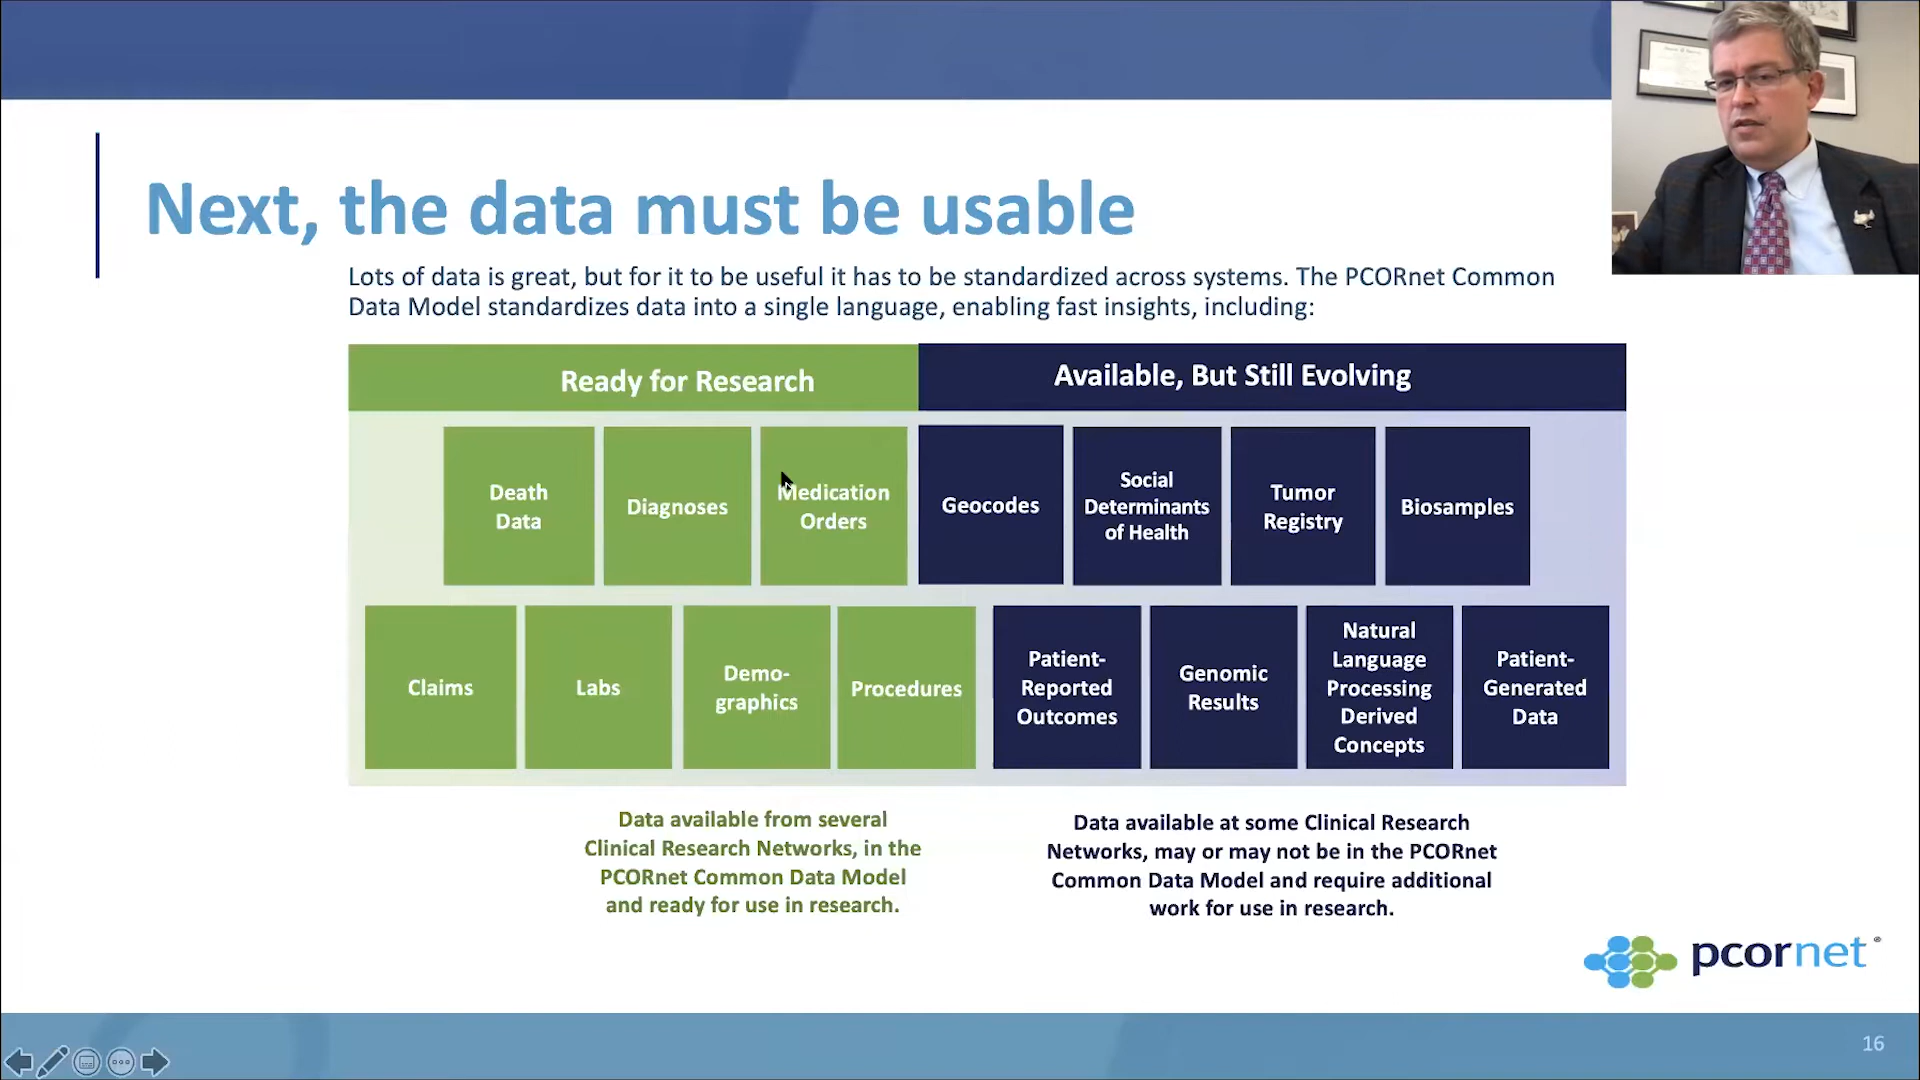 Next, the data must be usable
Lots of data is great, but for it to be useful it has to be standardized across systems. The PCORnet Common
Data Model standardizes data into a single language, enabling fast insights, including:
Ready for Research
Available, But Still Evolving
Death
Data
Diagnoses
Medication
Orders
Geocodes
Social
Determinants
of Health
Tumor
Registry
Biosamples
Claims
Labs
Demo-
graphics
Procedures
Patient-
Reported
Outcomes
Genomic
Results
Natural
Language
Processing
Derived
Concepts
Patient-
Generated
Data
Data available from several
Clinical Research Networks, in the
PCORnet Common Data Model
and ready for use in research.
Data available at some Clinical Research
Networks, may or may not be in the PCORnet
Common Data Model and require additional
work for use in research.
pcornet®
16